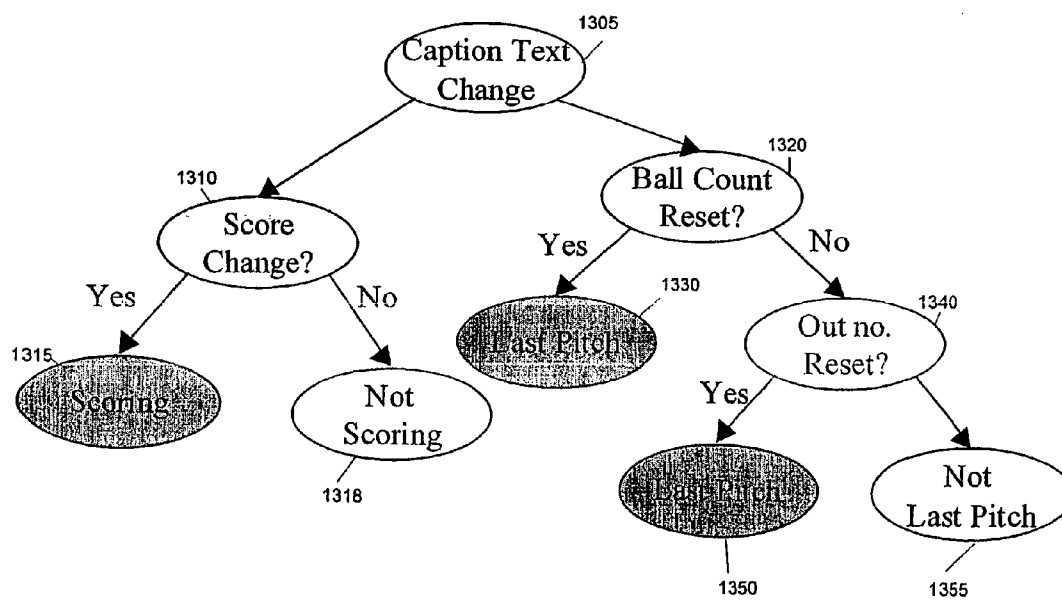 1305
Caption Text
Change
1310
Score
Change?
1320
Ball Count
Reset?
Yes
No
Yes
No
1330
Last Pitch
1340
Out no.
Reset?
1315
Scoring
Not
Scoring
1318
Yes
Last Pitch
1350
Not
Last Pitch
1355